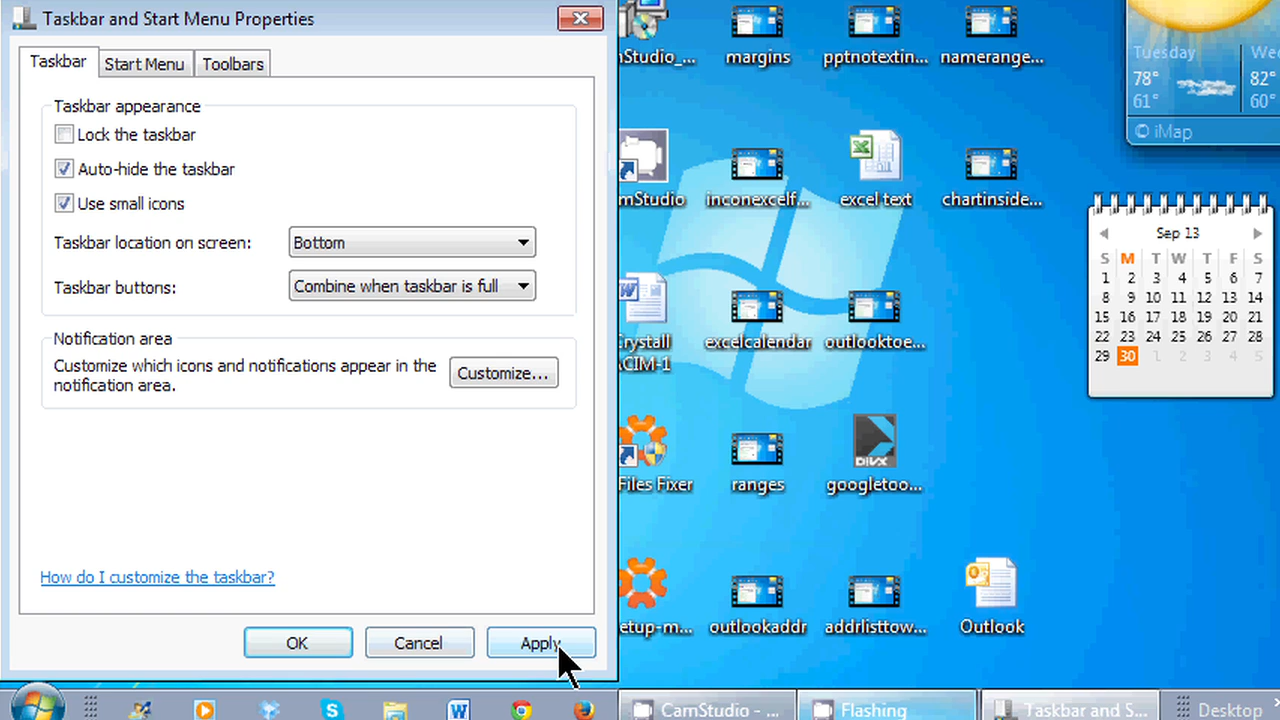 Taskbar and Start Menu Properties
Taskbar
Start Menu
Toolbars
Taskbar appearance
Lock the taskbar
Auto-hide the taskbar
Use small icons
Taskbar location on screen:
Bottom
Taskbar buttons:
Combine when taskbar is full
Notification area
Customize which icons and notifications appear in the
notification area.
Customize...
How do I customize the taskbar?
OK
Cancel
Apply
nStudio_...
margins
pptnotextin...
namerange...
mStudio
inconexcelf...
excel text
chartinside...
Crystall
ACIM-1
excelcalendar
outlooktoe...
Files Fixer
ranges
googletoo...
DIVX
etup-m...
outlookaddr
addrlisttow...
Outlook
Tuesday
78°
61°
82°
60°
© iMap
Sep 13
S M T W T F S
1 2 3 4 5 6 7
8 9 10 11 12 13 14
15 16 17 18 19 20 21
22 23 24 25 26 27 28
29 30 1 2 3 4 5
CamStudio - ...
Flashing
Taskbar and S...
Desktop